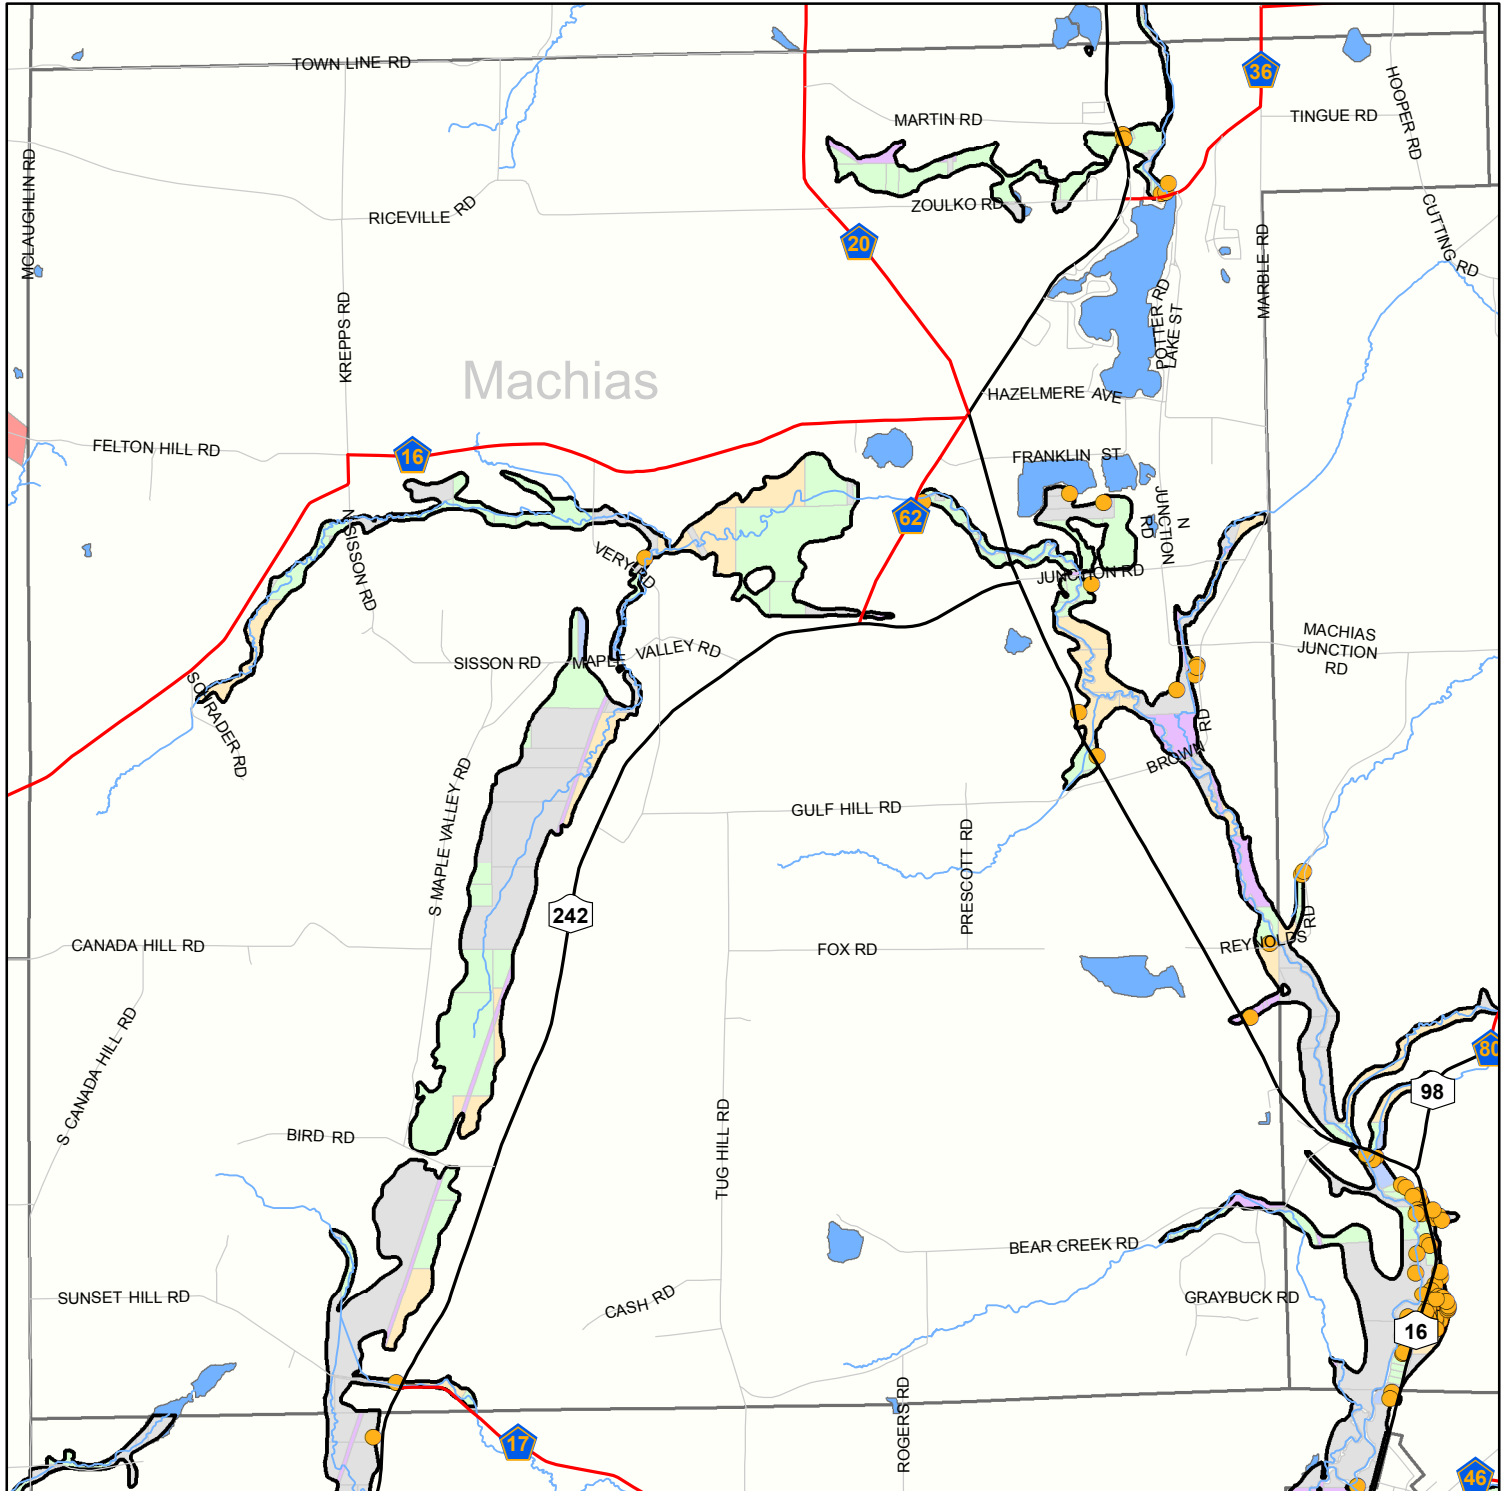 TOWN LINE RD
36
HOOPER RD
MARTIN RD
TINGUE RD
MCLAUGHLIN RD
RICEVILLE RD
ZOULKO RD
20
CUTTING RD
MARBLE RD
KREPPS RD
POTTER RD
LAKE ST
Machias
HAZELMERE AVE
FELTON HILL RD
16
FRANKLIN ST
62
N SISSON RD
N
JUNCTION
RD
VERY RD
JUNCTION RD
SISSON RD
MAPLE VALLEY RD
MACHIAS
JUNCTION
RD
SCHRADER RD
BROWN RD
S MAPLE VALLEY RD
GULF HILL RD
PRESCOTT RD
242
CANADA HILL RD
FOX RD
REYNOLDS RD
S CANADA HILL RD
80
98
BIRD RD
TUG HILL RD
BEAR CREEK RD
SUNSET HILL RD
CASH RD
GRAYBUCK RD
16
ROGERS RD
17
46